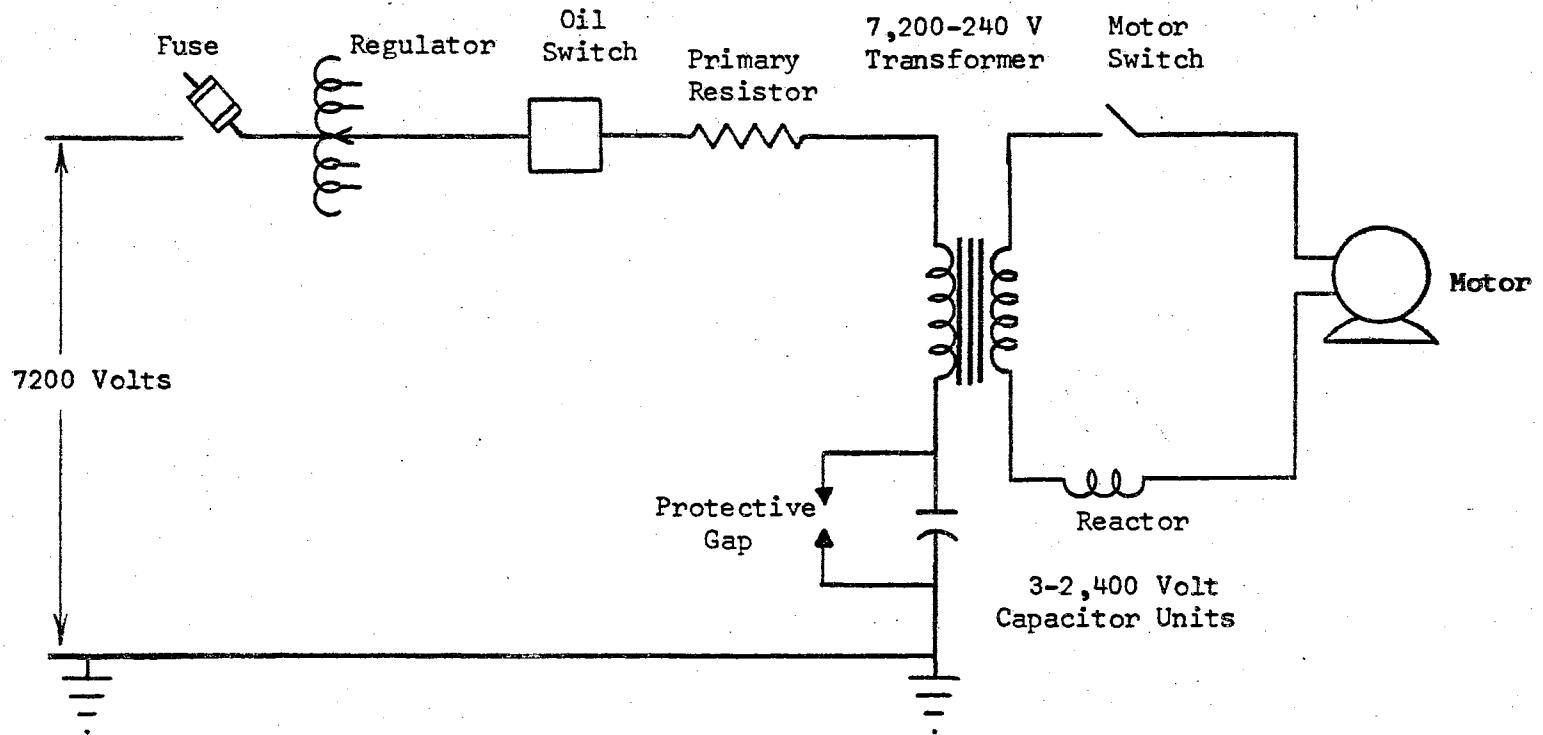 Fuse
Regulator
Oil
Switch
Primary
Resistor
7,200-240 V
Transformer
Motor
Switch
Motor
7200 Volts
Protective
Gap
Reactor
3-2,400 Volt
Capacitor Units